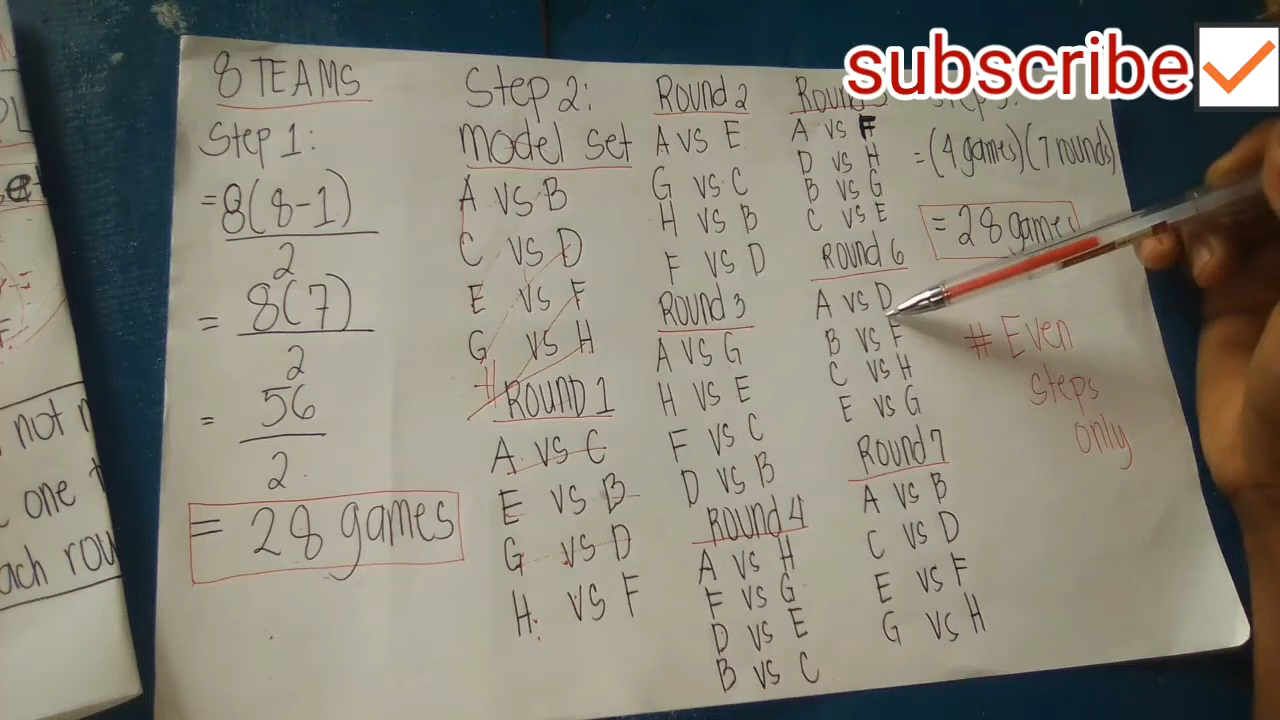 8 TEAMS
Step 1:
= 8(8-1)
2
= 8(7)
2
= 56
2
= 28 games
Step 2:
model set
A VS B
C VS D
E VS F
G VS H
# ROUND 1
A VS C
E VS B
G VS D
H VS F
Round 2
A VS E
G VS C
H VS B
F VS D
Round 3
A VS G
H VS E
F VS C
D VS B
Round 4
A VS H
F VS G
D VS E
B VS C
Round
A VS F
D VS H
B VS G
C VS E
Round 6
A VS D
B VS F
C VS H
E VS G
Round 7
A VS B
C VS D
E VS F
G VS H
= (4 games)(7 rounds)
= 28 games
# Even
steps
only
subscribe
not
one
ach rou